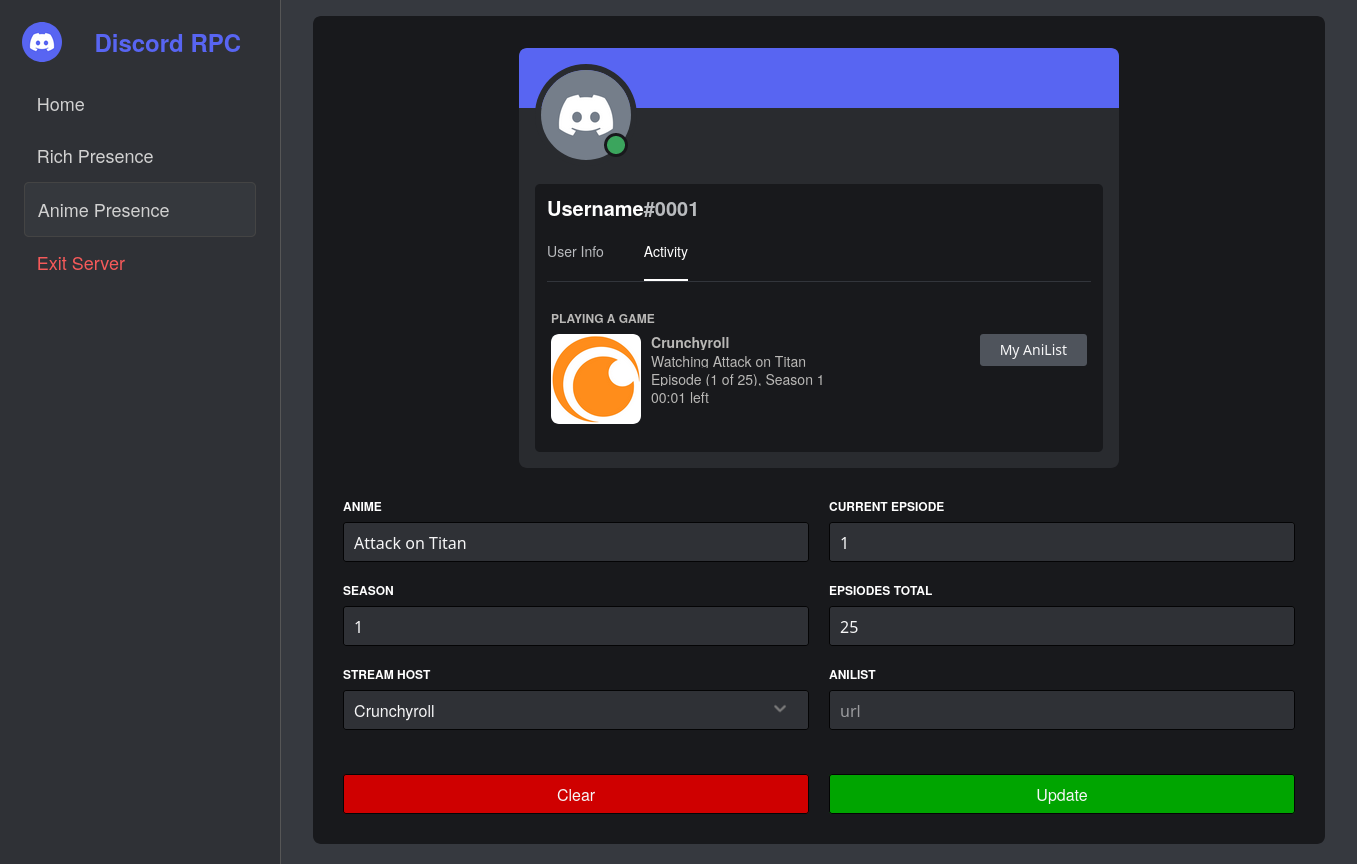 Discord RPC
Home
Rich Presence
Anime Presence
Exit Server
Username#0001
User Info
Activity
PLAYING A GAME
Crunchyroll
Watching Attack on Titan
Episode (1 of 25), Season 1
00:01 left
My AniList
ANIME
CURRENT EPSIODE
Attack on Titan
1
SEASON
EPSIODES TOTAL
1
25
STREAM HOST
ANILIST
Crunchyroll
url
Clear
Update